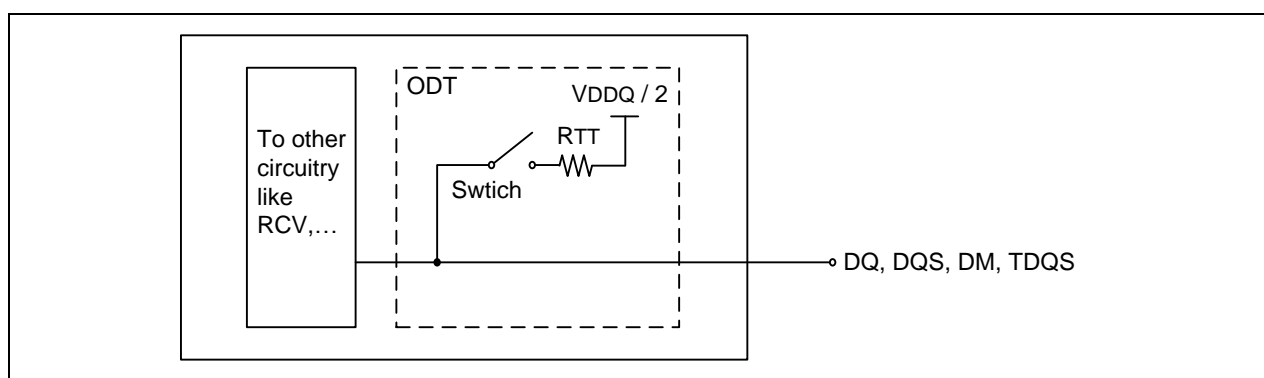 ODT
VDDQ / 2
RTT
Swtich
To other
circuitry
like
RCV,…
DQ, DQS, DM, TDQS